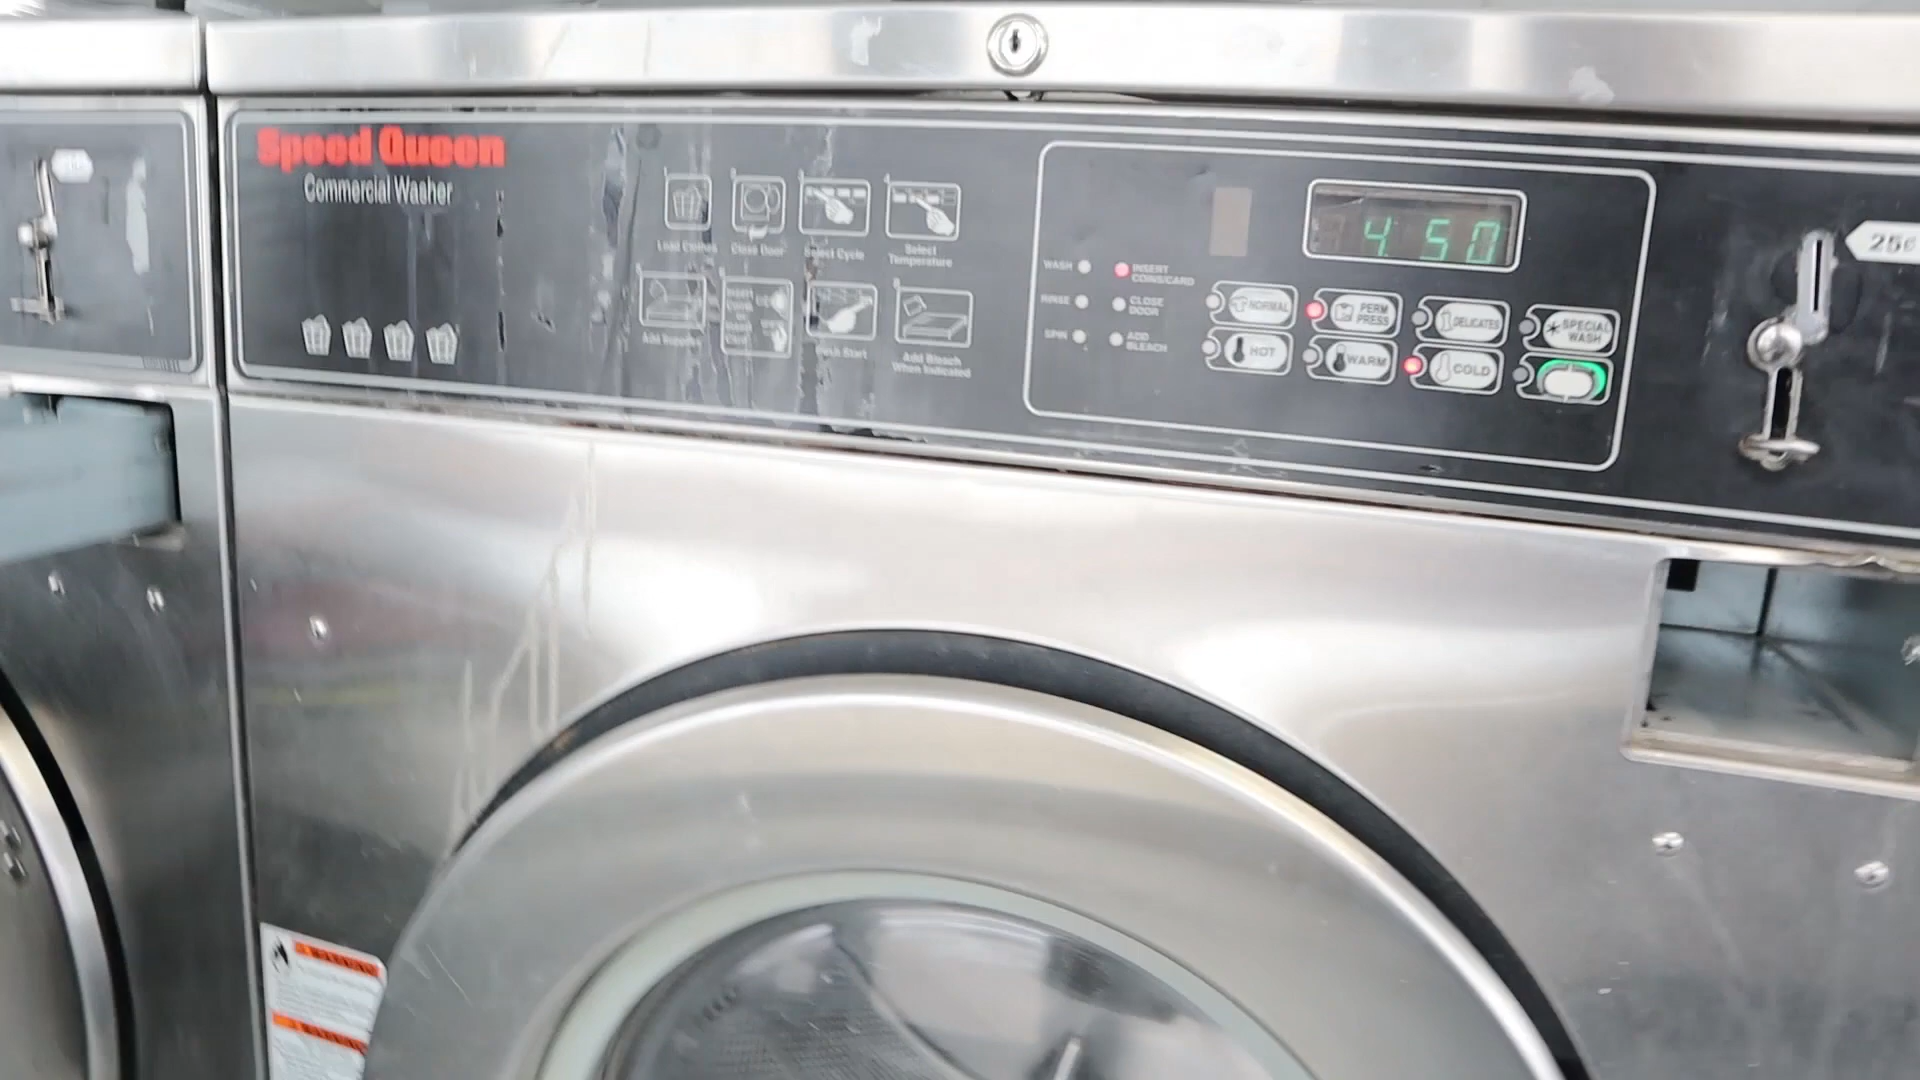 Speed Queen
Commercial Washer
Load Clothes
Close Door
Select Cycle
Select
Temperature
Add Supplies
Push Start
Add Bleach
When Indicated
4 50
WASH
INSERT
COINS/CARD
RINSE
CLOSE
DOOR
SPIN
ADD
BLEACH
NORMAL
PERM
PRESS
DELICATES
SPECIAL
WASH
HOT
WARM
COLD
25¢
WARNING
WARNING